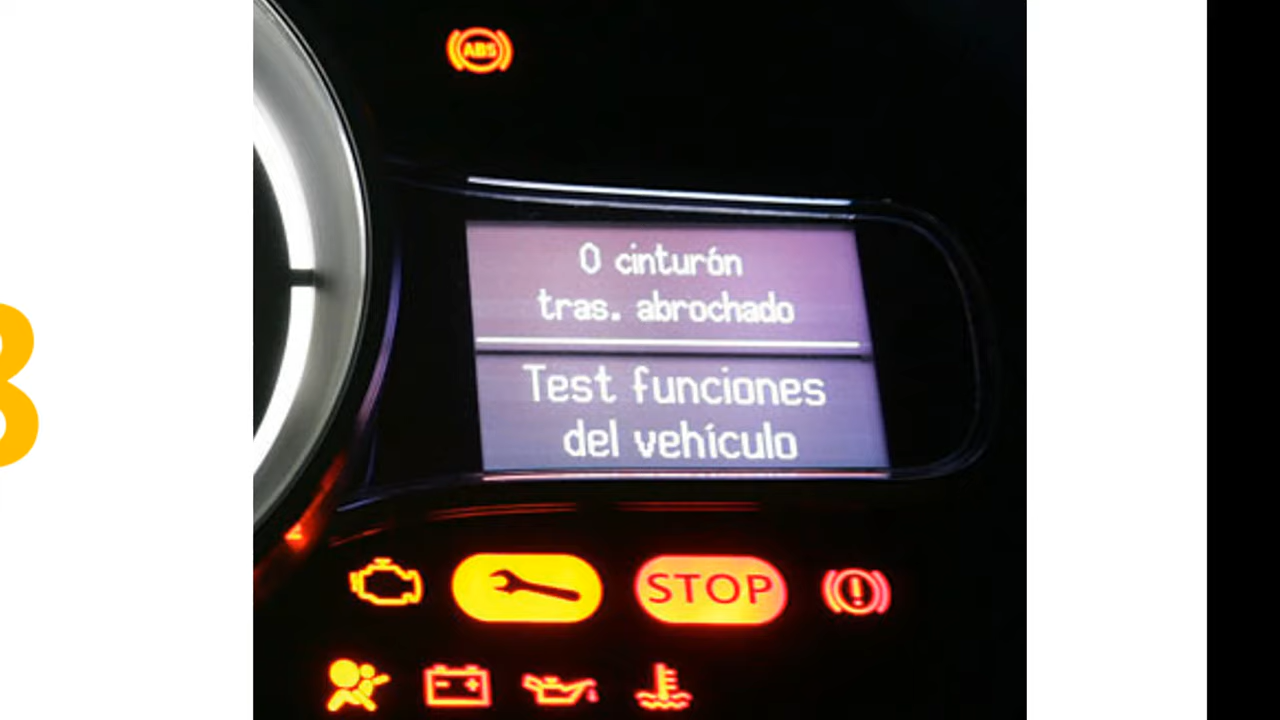 ABS
0 cinturón
tras. abrochado
Test funciones
del vehículo
STOP